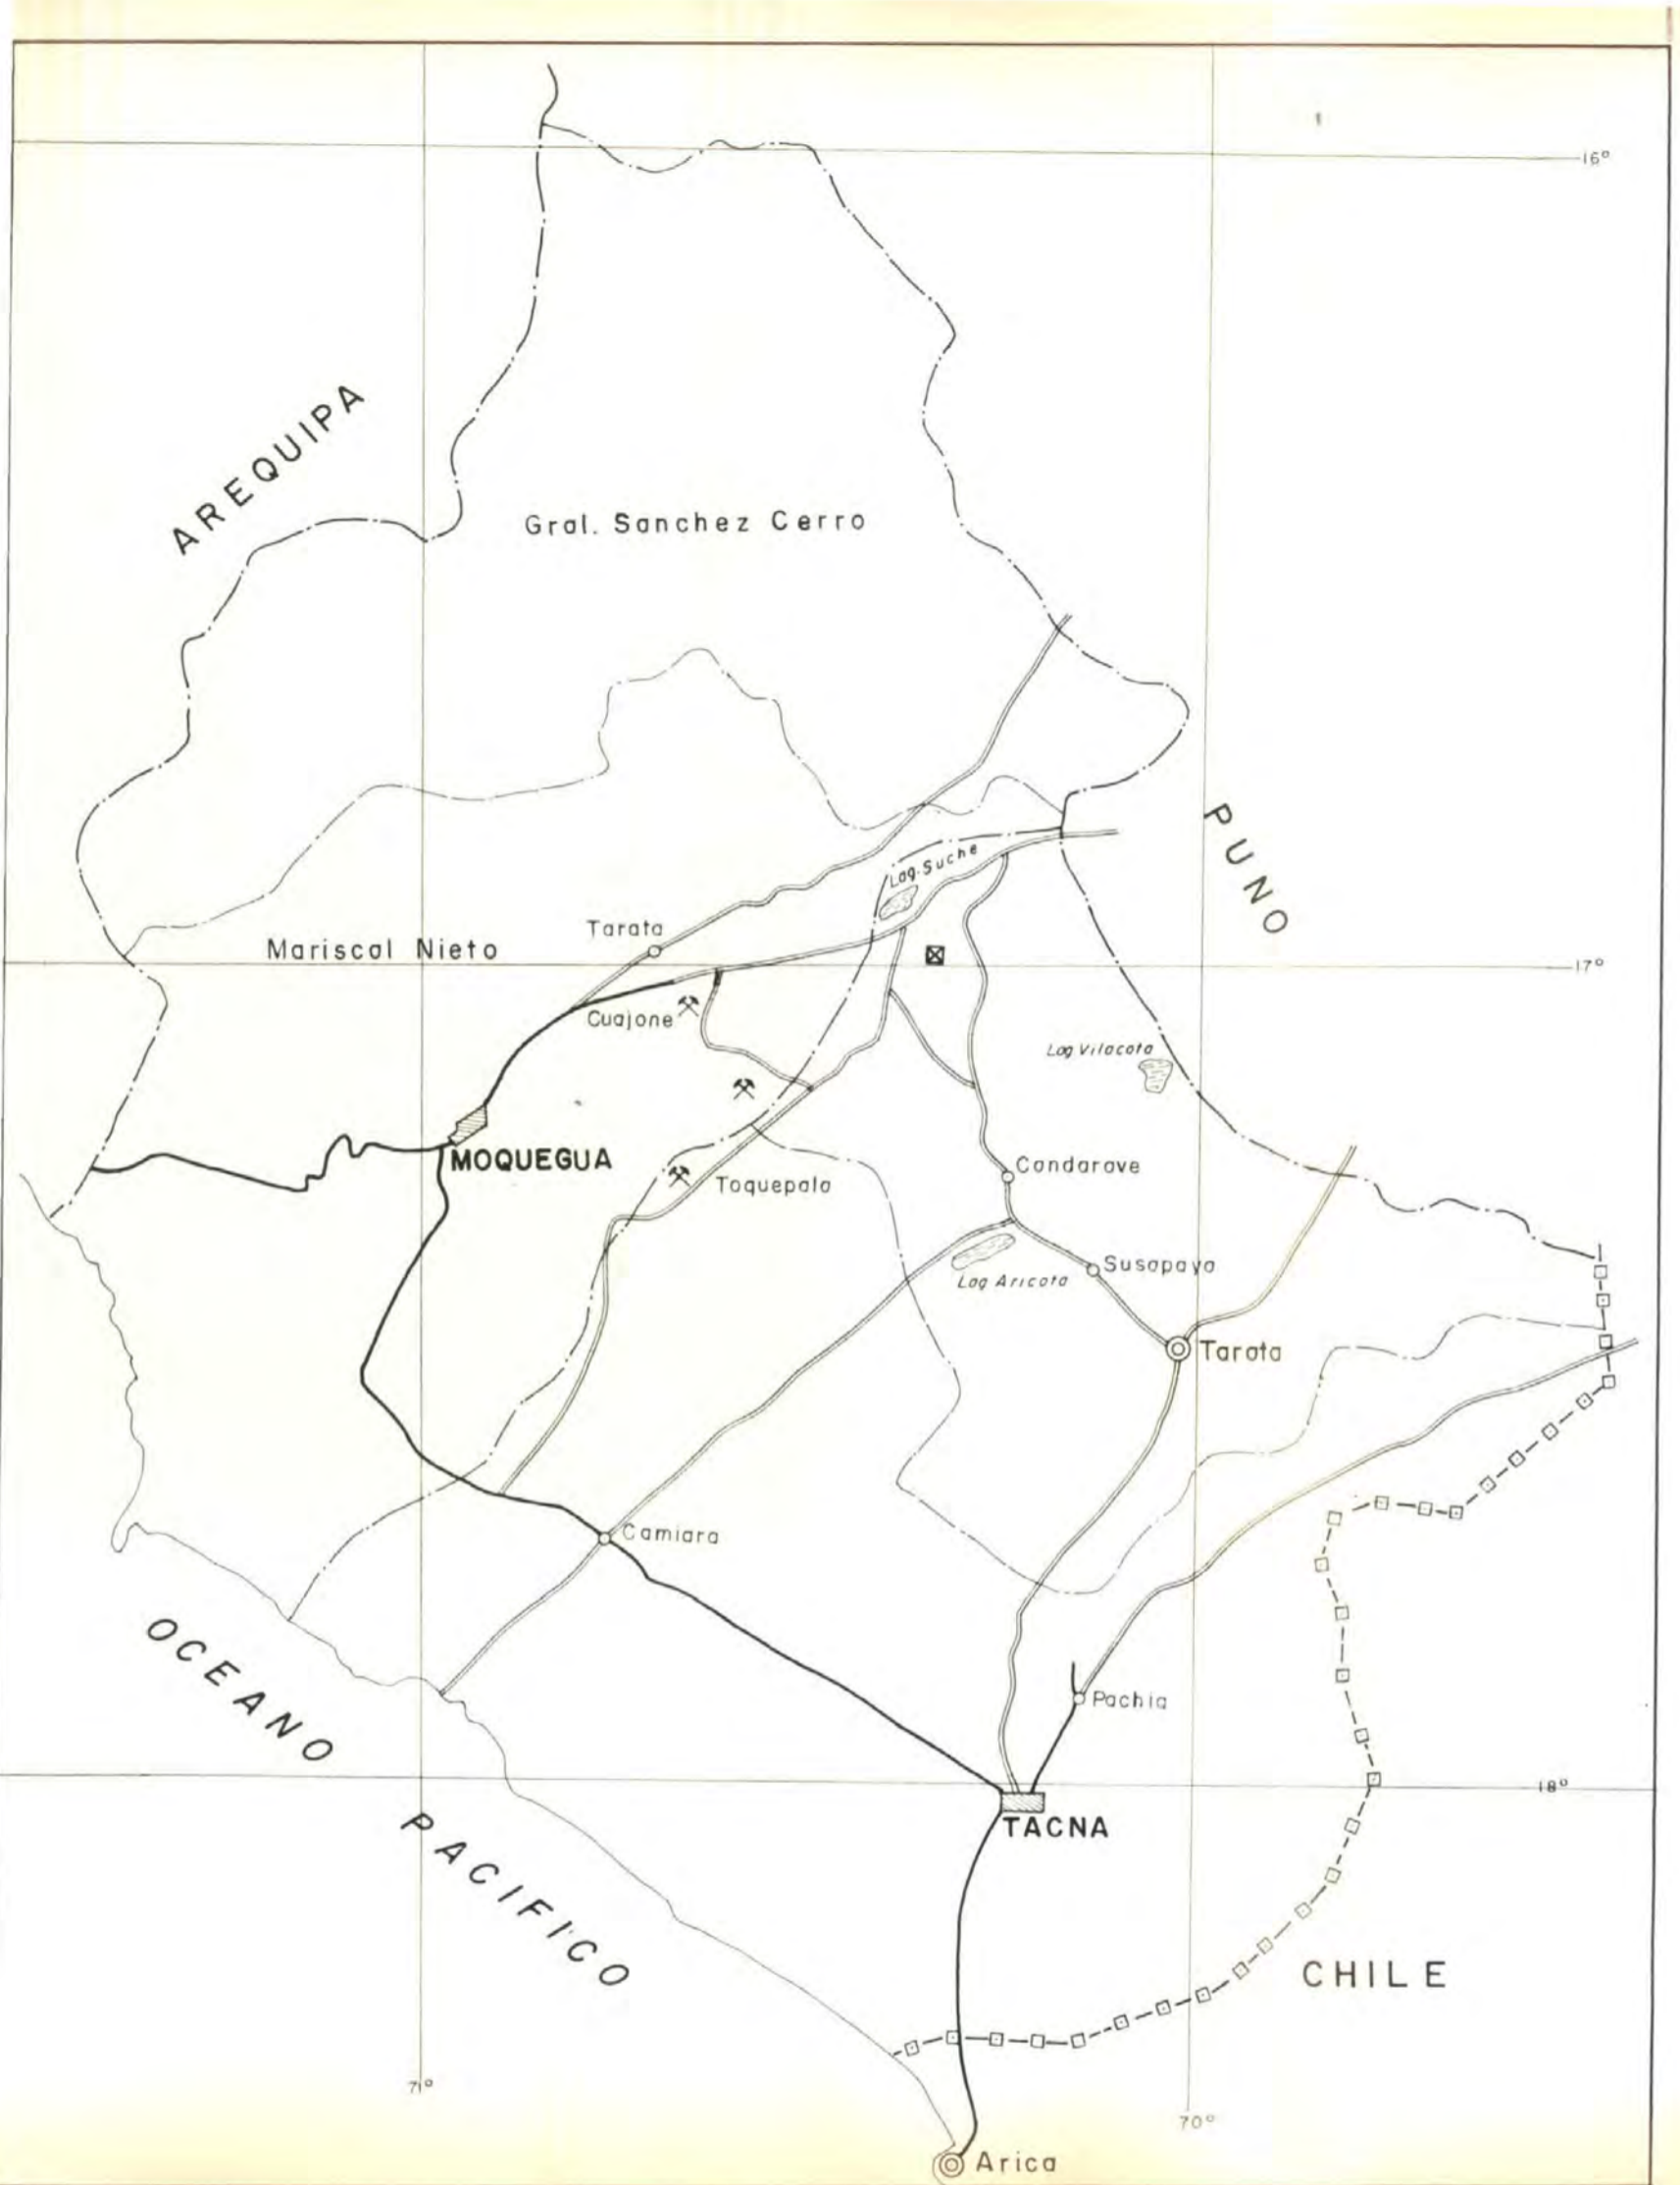 16°
AREQUIPA
Gral. Sanchez Cerro
PUNO
Lag. Suche
Tarata
Mariscal Nieto
17°
Cuajone
Lag Vilacota
MOQUEGUA
Candarave
Toquepala
Susapaya
Lag Aricota
Tarata
Camiara
OCEANO
Pachia
18°
TACNA
PACIFICO
CHILE
71°
70°
Arica